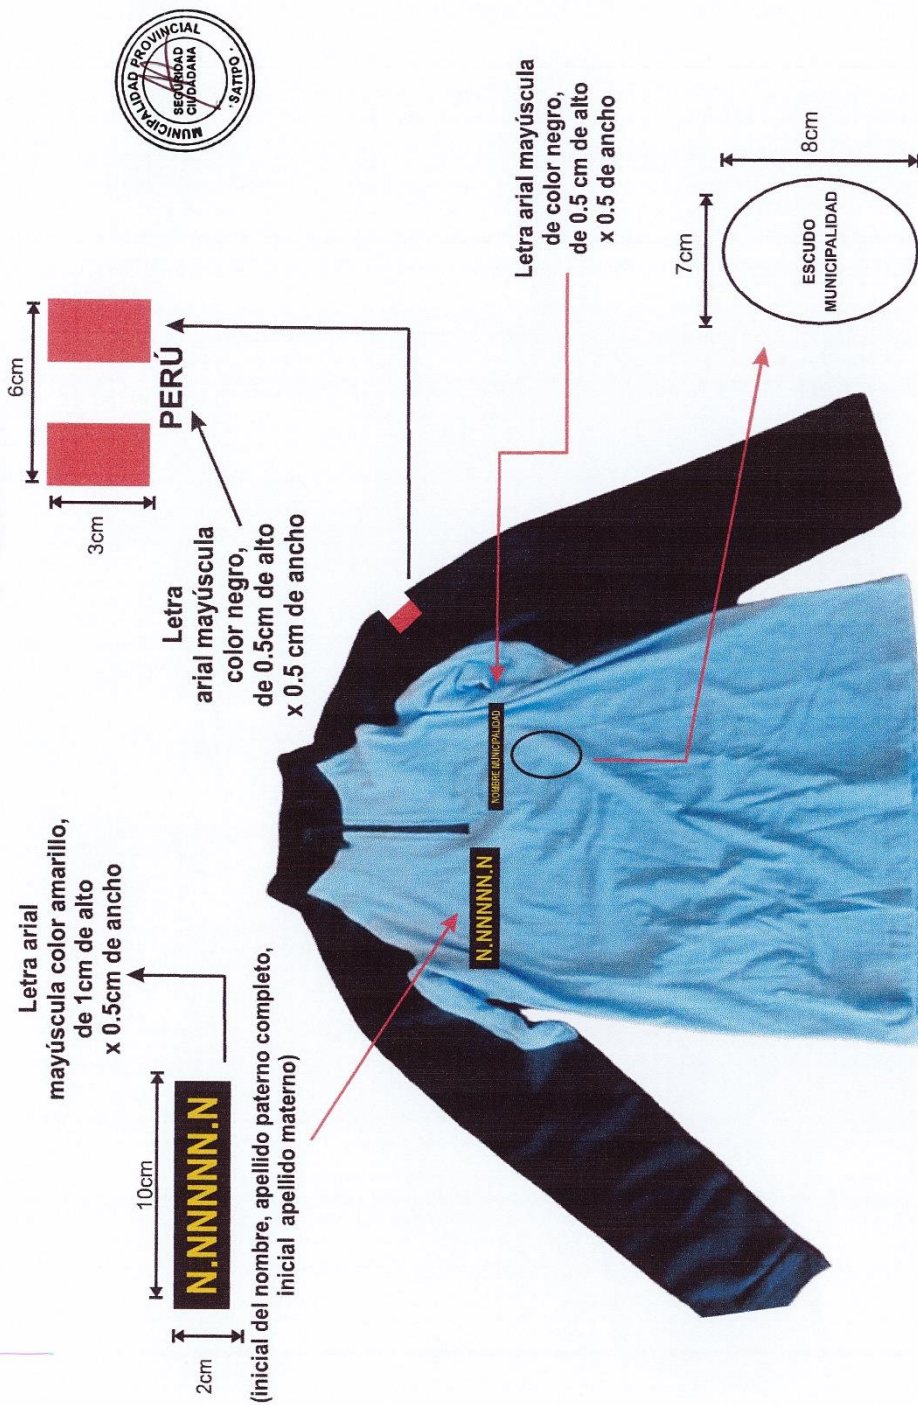 MUNICIPALIDAD PROVINCIAL
SEGURIDAD
CIUDADANA
SATIPO
Letra arial
mayúscula color amarillo,
de 1cm de alto
x 0.5cm de ancho
10cm
2cm
N.NNNNN.N
(inicial del nombre, apellido paterno completo,
inicial apellido materno)
6cm
3cm
PERÚ
Letra
arial mayúscula
color negro,
de 0.5cm de alto
x 0.5 cm de ancho
N.NNNNN.N
NOMBRE MUNICIPALIDAD
Letra arial mayúscula
de color negro,
de 0.5 cm de alto
x 0.5 de ancho
7cm
8cm
ESCUDO
MUNICIPALIDAD